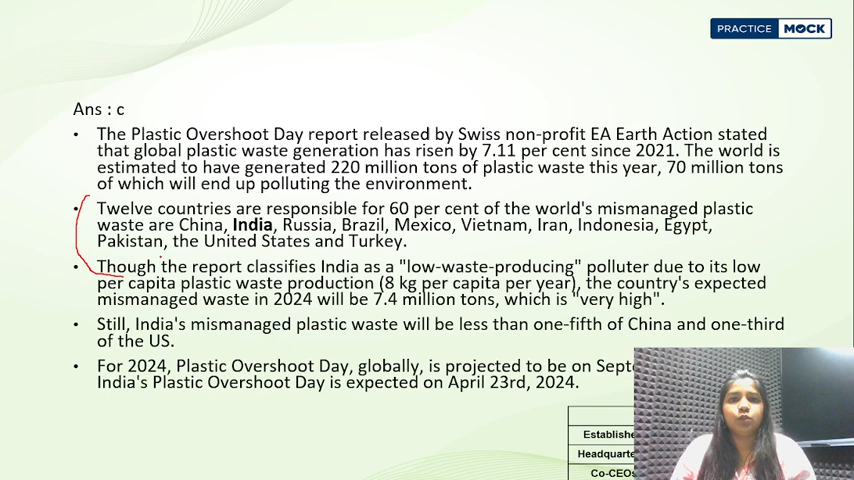 PRACTICE MOCK
Ans : c
• The Plastic Overshoot Day report released by Swiss non-profit EA Earth Action stated
that global plastic waste generation has risen by 7.11 per cent since 2021. The world is
estimated to have generated 220 million tons of plastic waste this year, 70 million tons
of which will end up polluting the environment.
• Twelve countries are responsible for 60 per cent of the world's mismanaged plastic
waste are China, India, Russia, Brazil, Mexico, Vietnam, Iran, Indonesia, Egypt,
Pakistan, the United States and Turkey.
• Though the report classifies India as a "low-waste-producing" polluter due to its low
per capita plastic waste production (8 kg per capita per year), the country's expected
mismanaged waste in 2024 will be 7.4 million tons, which is "very high".
• Still, India's mismanaged plastic waste will be less than one-fifth of China and one-third
of the US.
• For 2024, Plastic Overshoot Day, globally, is projected to be on
India's Plastic Overshoot Day is expected on April 23rd, 2024.
Co-CEOs